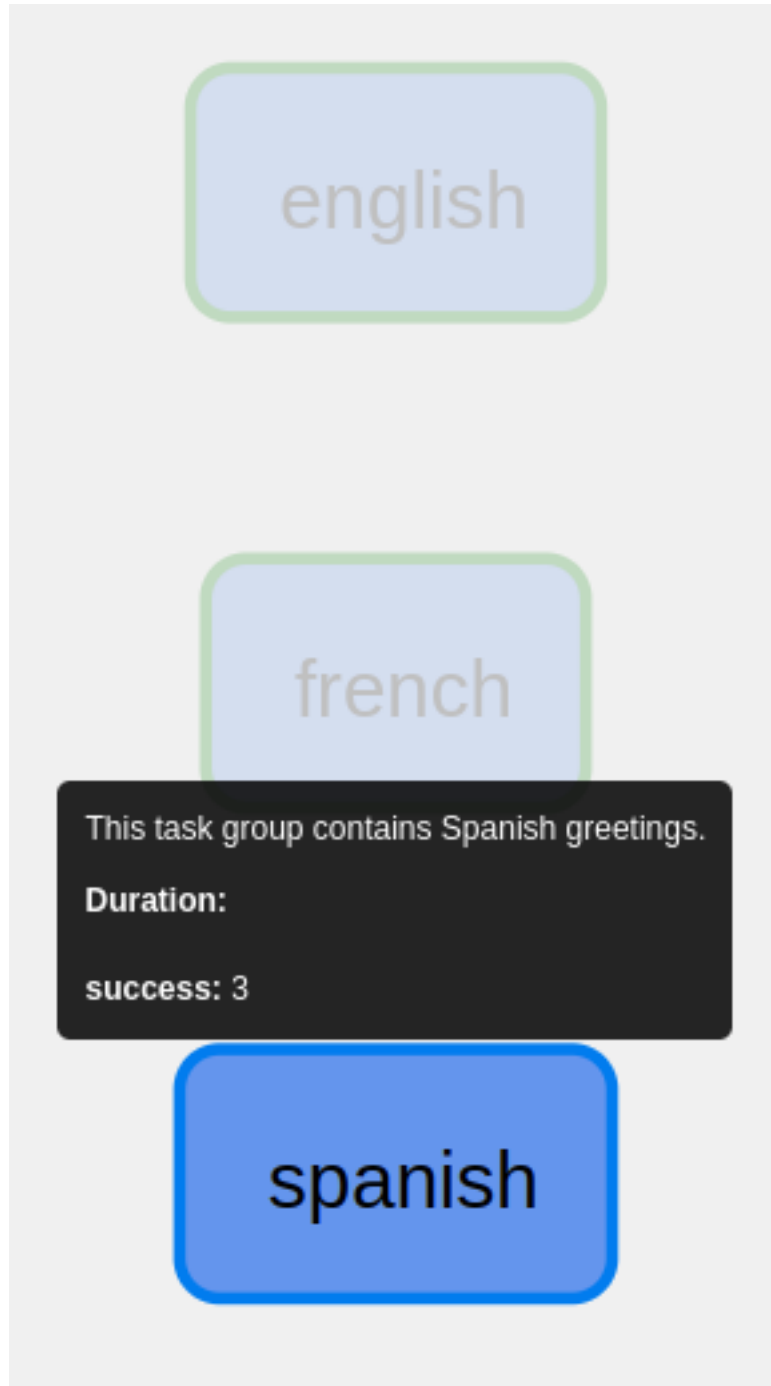 english
french
This task group contains Spanish greetings.
Duration:
success: 3
spanish